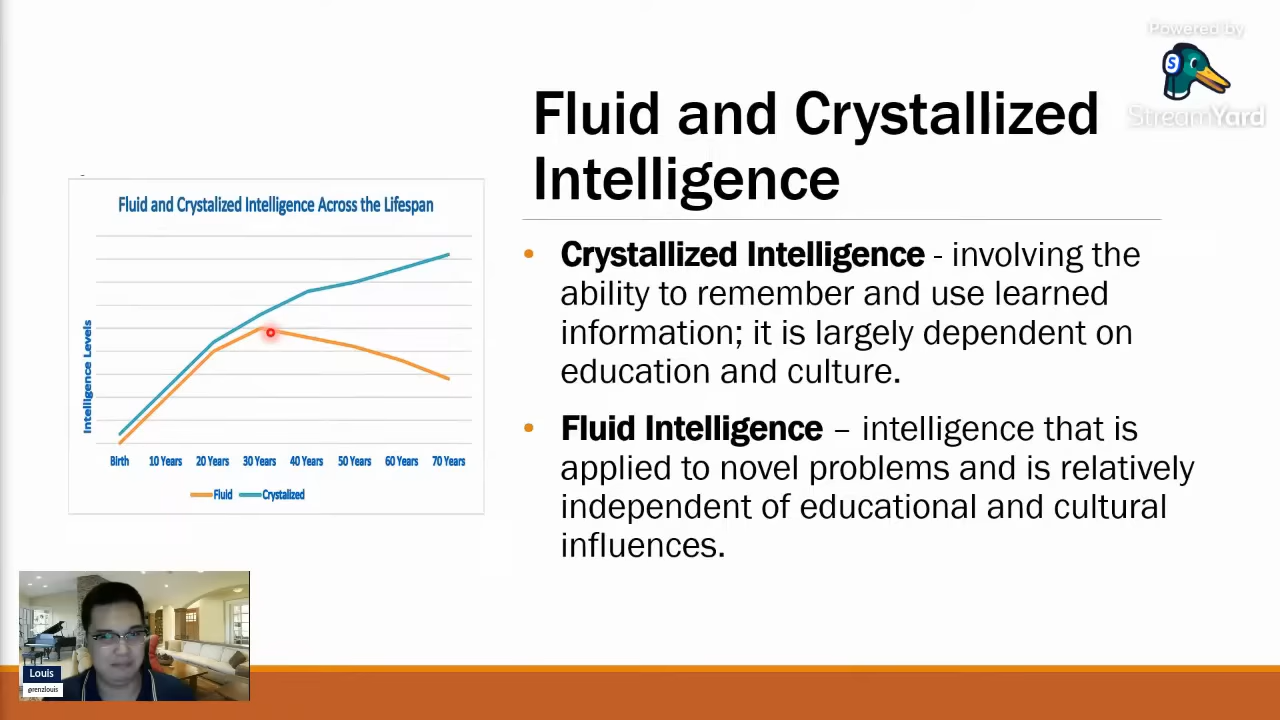 Powered by
S
StreamYard
Fluid and Crystallized
Intelligence
Fluid and Crystalized Intelligence Across the Lifespan
Intelligence Levels
Birth 10 Years 20 Years 30 Years 40 Years 50 Years 60 Years 70 Years
Fluid Crystalized
• Crystallized Intelligence - involving the
ability to remember and use learned
information; it is largely dependent on
education and culture.
• Fluid Intelligence – intelligence that is
applied to novel problems and is relatively
independent of educational and cultural
influences.
Louis
@renzlouis